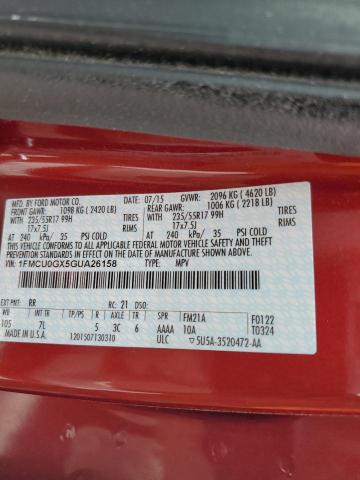 MFD. BY FORD MOTOR CO. 07/15 GVWR: 2096 KG ( 4620 LB)
FRONT GAWR: 1098 KG ( 2420 LB) REAR GAWR: 1006 KG ( 2218 LB)
WITH 235/55R17 99H TIRES WITH 235/55R17 99H TIRES
17x7.5J RIMS 17x7.5J RIMS
AT 240 kPa/ 35 PSI COLD AT 240 kPa/ 35 PSI COLD
THIS VEHICLE CONFORMS TO ALL APPLICABLE FEDERAL MOTOR
VEHICLE SAFETY AND THEFT PREVENTION STANDARDS IN EFFECT
ON THE DATE OF MANUFACTURE SHOWN ABOVE.
VIN: 1FMCU0GX5GUA26158 TYPE: MPV
EXT PNT: RR RC: 21 DSO: F0122
WB TP/PS R AXLE TR SPR FM21A T0324
105 7L 5 3C 6 AAAA 10A
MADE IN U.S.A. ULC
1201507130310 5U5A-3520472-AA